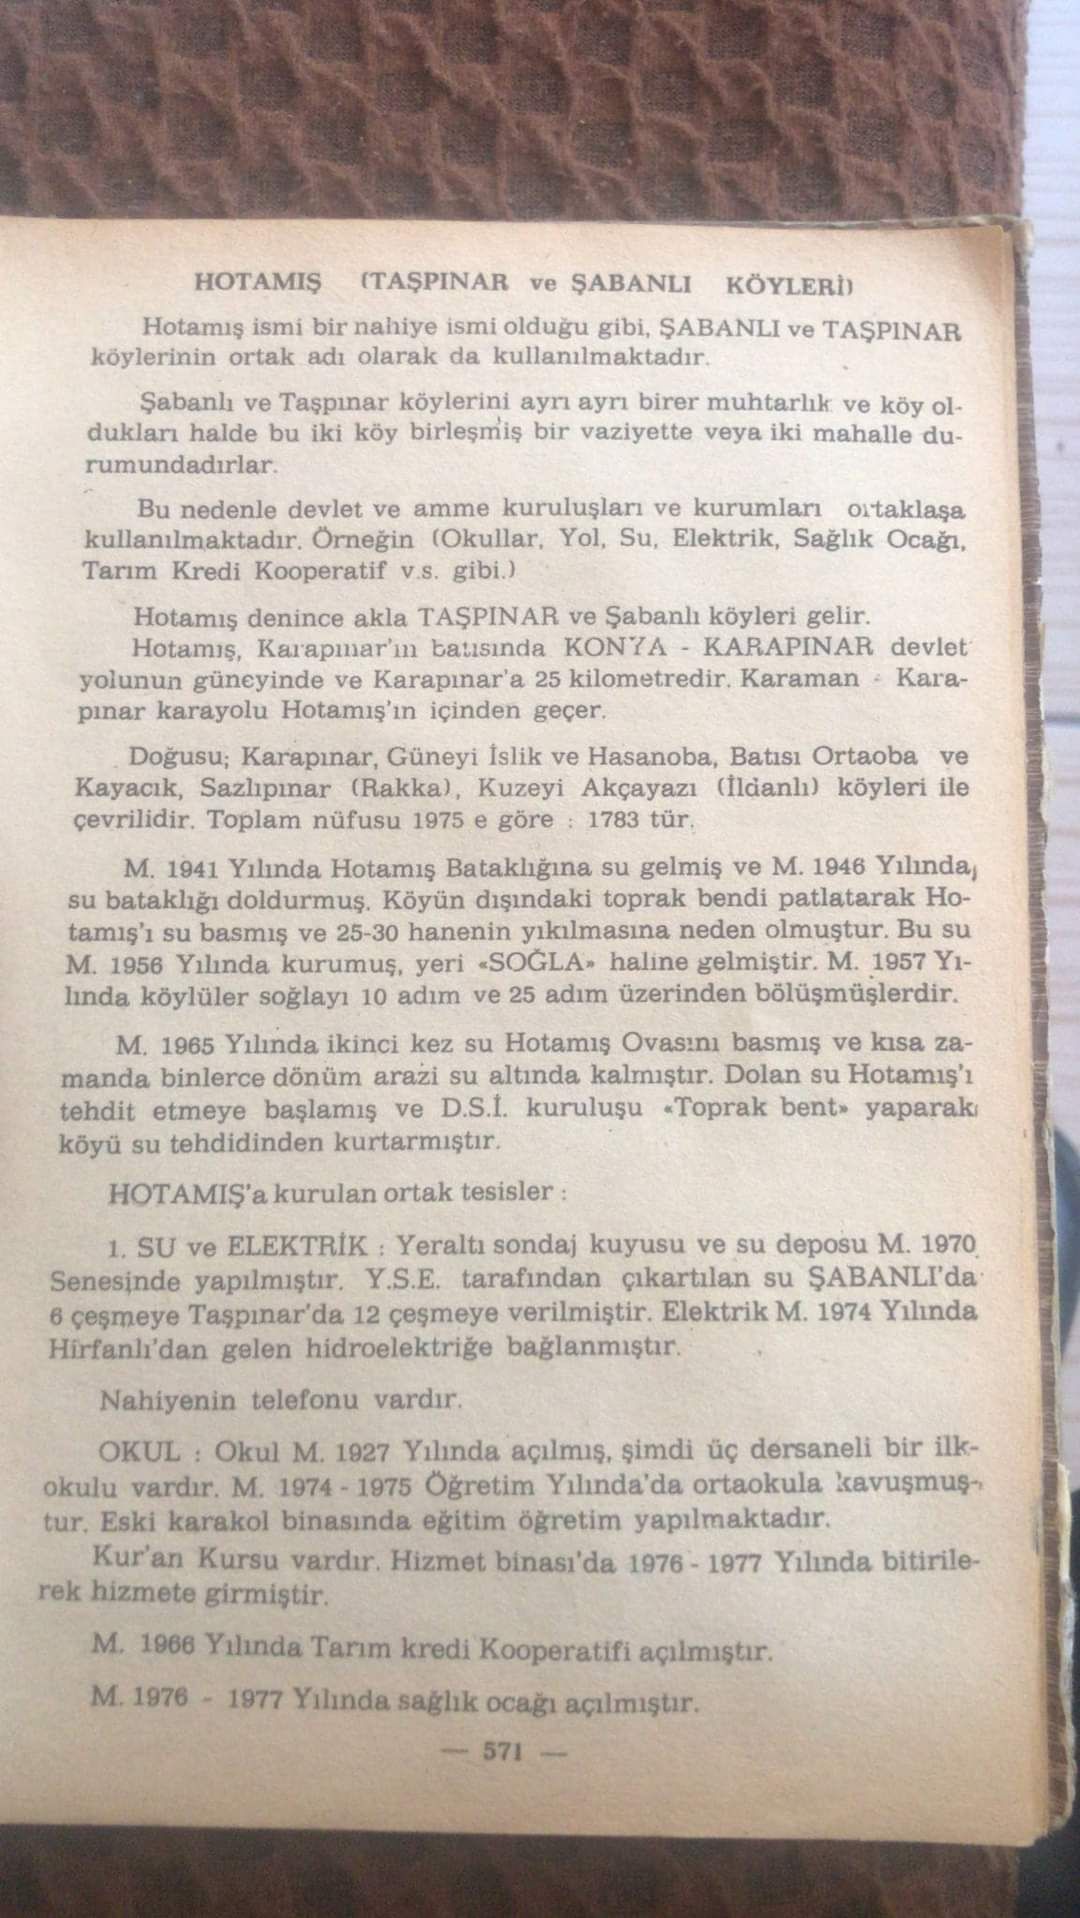 HOTAMIŞ (TAŞPINAR ve ŞABANLI KÖYLERİ)
Hotamış ismi bir nahiye ismi olduğu gibi, ŞABANLI ve TAŞPINAR
köylerinin ortak adı olarak da kullanılmaktadır.
Şabanlı ve Taşpınar köylerini ayrı ayrı birer muhtarlık ve köy ol-
dukları halde bu iki köy birleşmiş bir vaziyette veya iki mahalle du-
rumundadırlar.
Bu nedenle devlet ve amme kuruluşları ve kurumları ortaklaşa
kullanılmaktadır. Örneğin (Okullar, Yol, Su, Elektrik, Sağlık Ocağı,
Tarım Kredi Kooperatif v.s. gibi.)
Hotamış denince akla TAŞPINAR ve Şabanlı köyleri gelir.
Hotamış, Karapınar'ın batısında KONYA - KARAPINAR devlet
yolunun güneyinde ve Karapınar'a 25 kilometredir. Karaman - Kara-
pınar karayolu Hotamış'ın içinden geçer.
Doğusu; Karapınar, Güneyi İslik ve Hasanoba, Batısı Ortaoba ve
Kayacık, Sazlıpınar (Rakka), Kuzeyi Akçayazı (İldanlı) köyleri ile
çevrilidir. Toplam nüfusu 1975 e göre : 1783 tür.
M. 1941 Yılında Hotamış Bataklığına su gelmiş ve M. 1946 Yılında,
su bataklığı doldurmuş. Köyün dışındaki toprak bendi patlatarak Ho-
tamış'ı su basmış ve 25-30 hanenin yıkılmasına neden olmuştur. Bu su
M. 1956 Yılında kurumuş, yeri «SOĞLA» haline gelmiştir. M. 1957 Yı-
lında köylüler soğlayı 10 adım ve 25 adım üzerinden bölüşmüşlerdir.
M. 1965 Yılında ikinci kez su Hotamış Ovasını basmış ve kısa za-
manda binlerce dönüm arazi su altında kalmıştır. Dolan su Hotamış'ı
tehdit etmeye başlamış ve D.S.İ. kuruluşu «Toprak bent» yaparak
köyü su tehdidinden kurtarmıştır.
HOTAMIŞ'a kurulan ortak tesisler :
1. SU ve ELEKTRİK : Yeraltı sondaj kuyusu ve su deposu M. 1970
Senesinde yapılmıştır. Y.S.E. tarafından çıkartılan su ŞABANLI'da
6 çeşmeye Taşpınar'da 12 çeşmeye verilmiştir. Elektrik M. 1974 Yılında
Hirfanlı'dan gelen hidroelektriğe bağlanmıştır.
Nahiyenin telefonu vardır.
OKUL : Okul M. 1927 Yılında açılmış, şimdi üç dersaneli bir ilk-
okulu vardır. M. 1974 - 1975 Öğretim Yılında'da ortaokula kavuşmuş-
tur. Eski karakol binasında eğitim öğretim yapılmaktadır.
Kur'an Kursu vardır. Hizmet binası'da 1976 - 1977 Yılında bitirile-
rek hizmete girmiştir.
M. 1966 Yılında Tarım kredi Kooperatifi açılmıştır.
M. 1976 - 1977 Yılında sağlık ocağı açılmıştır.
— 571 —